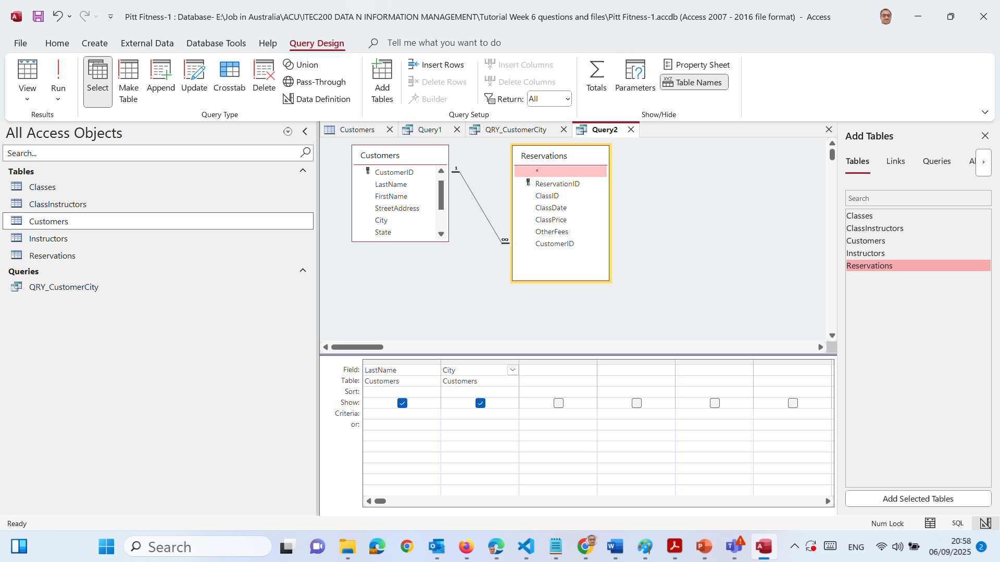 Pitt Fitness-1 : Database- E:\Job in Australia\ACU\ITEC200 DATA N INFORMATION MANAGEMENT\Tutorial Week 6 questions and files\Pitt Fitness-1.accdb (Access 2007 - 2016 file format) - Access
File Home Create External Data Database Tools Help Query Design Tell me what you want to do
View Run
Results
Select Make Table Append Update Crosstab Delete
Union
Pass-Through
Data Definition
Query Type
Add Tables
Insert Rows
Delete Rows
Builder
Insert Columns
Delete Columns
Return: All
Query Setup
Totals Parameters
Property Sheet
XYZ Table Names
Show/Hide
All Access Objects
Search...
Tables
Classes
ClassInstructors
Customers
Instructors
Reservations
Queries
QRY_CustomerCity
Customers Query1 QRY_CustomerCity Query2
Customers
CustomerID
LastName
FirstName
StreetAddress
City
State
1
∞
Reservations
*
ReservationID
ClassID
ClassDate
ClassPrice
OtherFees
CustomerID
Field: LastName City
Table: Customers Customers
Sort:
Show:
Criteria:
or:
Add Tables
Tables Links Queries Al
Search
Classes
ClassInstructors
Customers
Instructors
Reservations
Add Selected Tables
Ready Num Lock SQL
Search ENG 20:58
06/09/2025 2